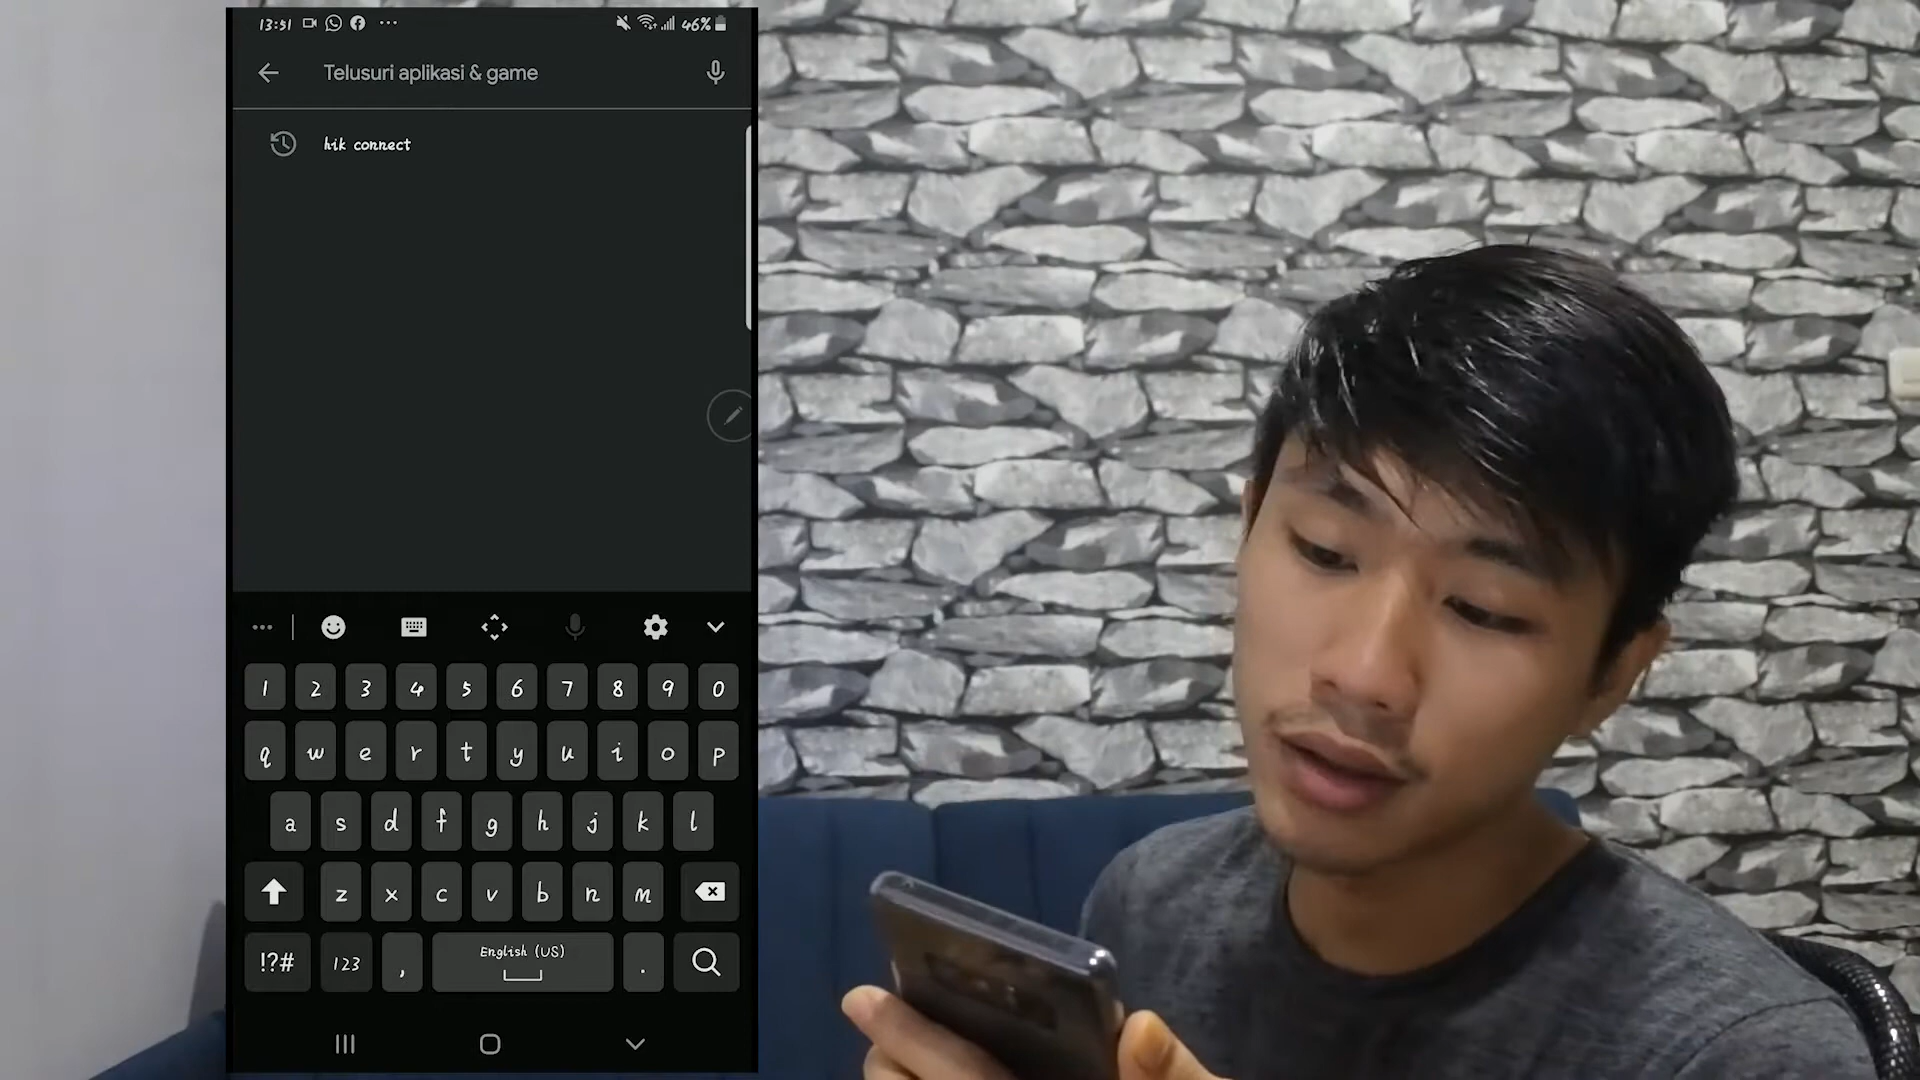 13:51 46%
Telusuri aplikasi & game
hik connect
1 2 3 4 5 6 7 8 9 0
q w e r t y u i o p
a s d f g h j k l
z x c v b n m
!?# 123 , English (US) .